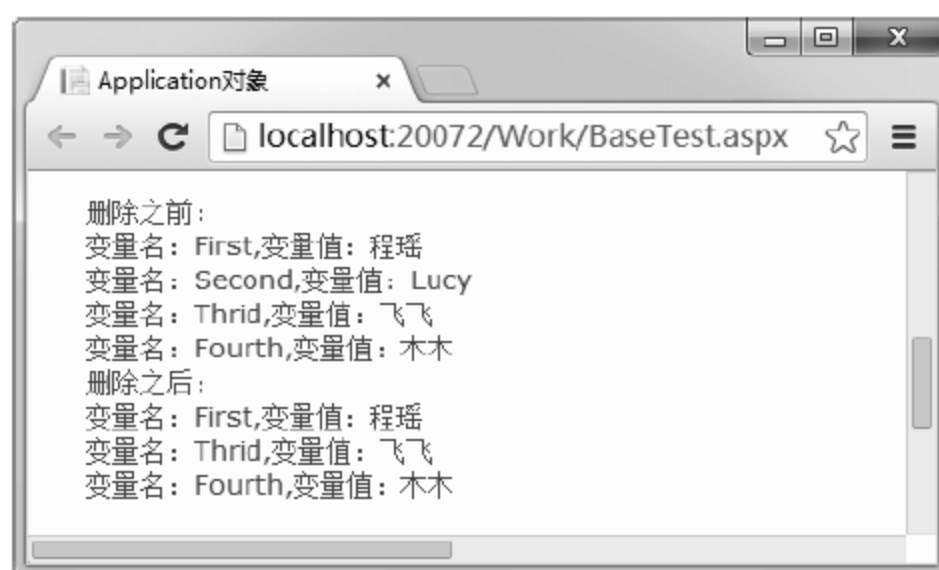 Application对象
localhost:20072/Work/BaseTest.aspx
删除之前：
变量名：First,变量值：程瑶
变量名：Second,变量值：Lucy
变量名：Thrid,变量值：飞飞
变量名：Fourth,变量值：木木
删除之后：
变量名：First,变量值：程瑶
变量名：Thrid,变量值：飞飞
变量名：Fourth,变量值：木木